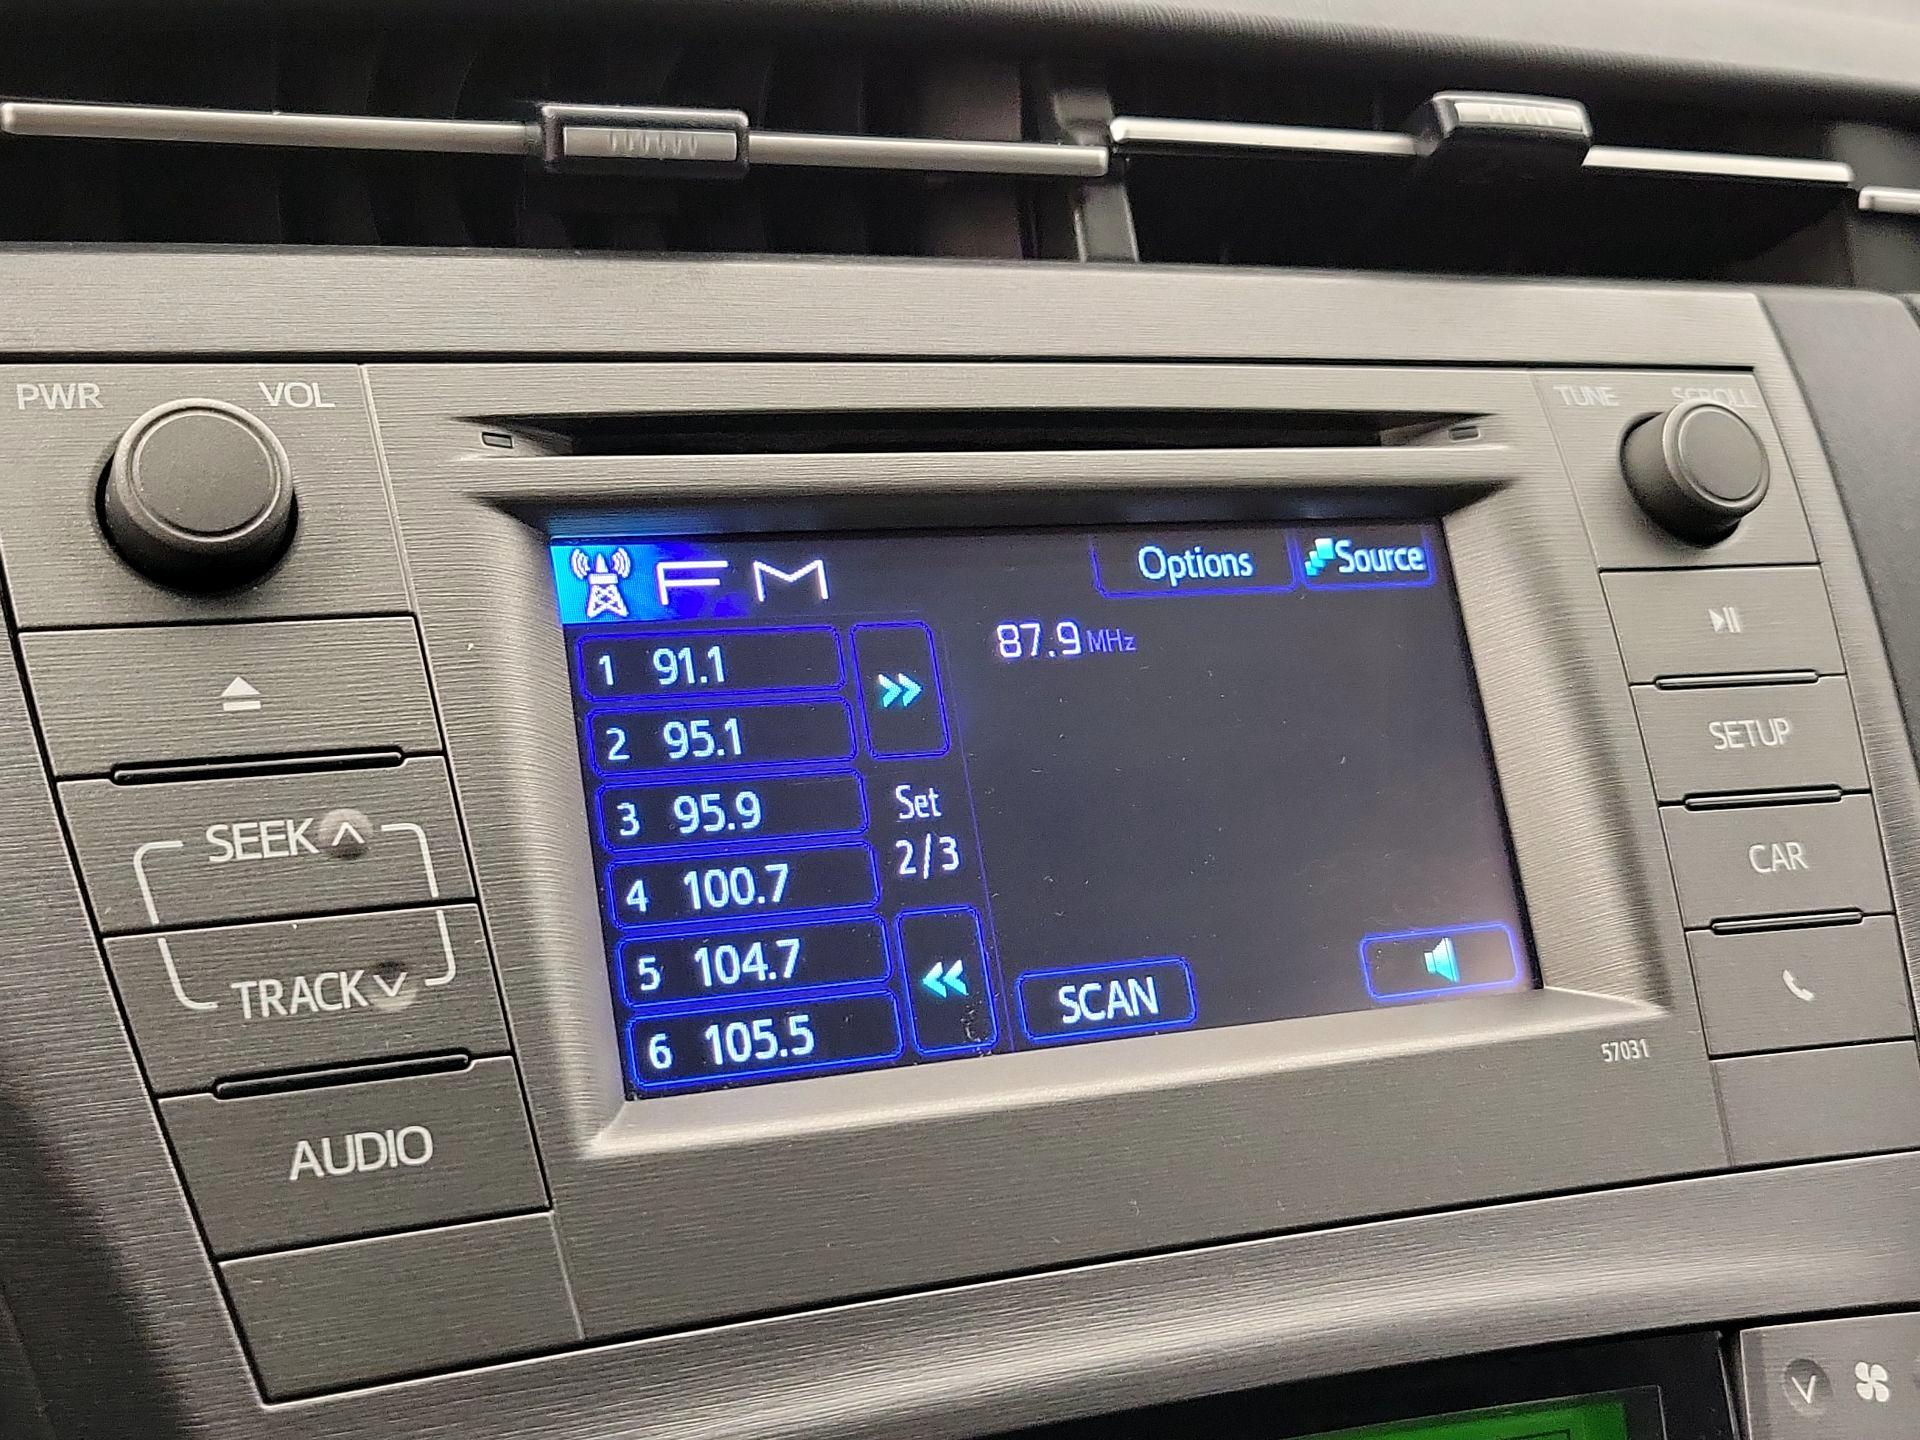 PWR VOL
TUNE SCROLL
FM
Options
Source
87.9 MHz
1 91.1
2 95.1
3 95.9
4 100.7
5 104.7
6 105.5
Set
2/3
SCAN
SEEK
TRACK
AUDIO
SETUP
CAR
57031